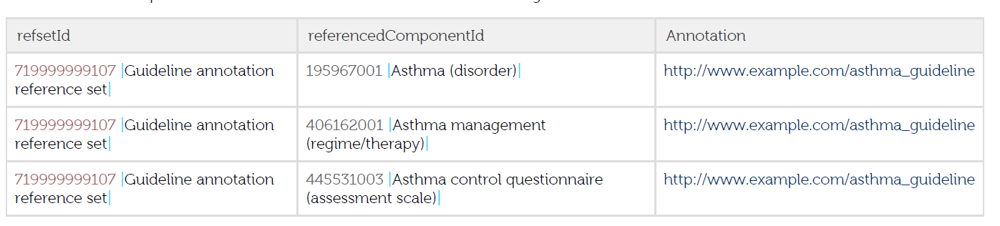 refsetId referencedComponentId Annotation
719999999107 |Guideline annotation reference set| 195967001 |Asthma (disorder)| http://www.example.com/asthma_guideline
719999999107 |Guideline annotation reference set| 406162001 |Asthma management (regime/therapy)| http://www.example.com/asthma_guideline
719999999107 |Guideline annotation reference set| 445531003 |Asthma control questionnaire (assessment scale)| http://www.example.com/asthma_guideline